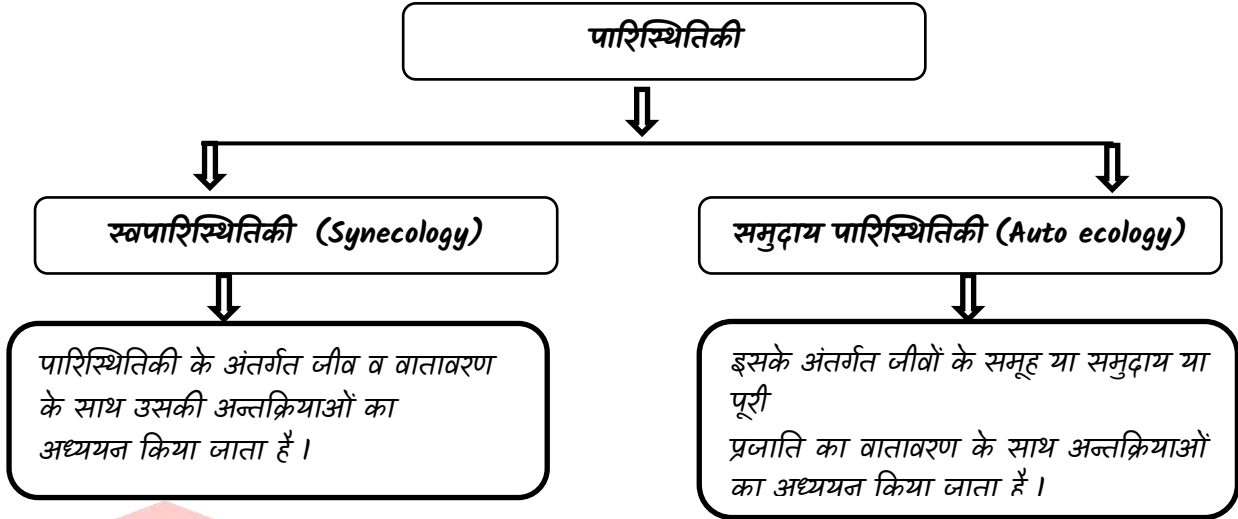 पारिस्थितिकी
स्वपारिस्थितिकी (Synecology)
समुदाय पारिस्थितिकी (Auto ecology)
पारिस्थितिकी के अंतर्गत जीव व वातावरण
के साथ उसकी अन्तक्रियाओं का
अध्ययन किया जाता है ।
इसके अंतर्गत जीवों के समूह या समुदाय या
पूरी
प्रजाति का वातावरण के साथ अन्तक्रियाओं
का अध्ययन किया जाता है ।